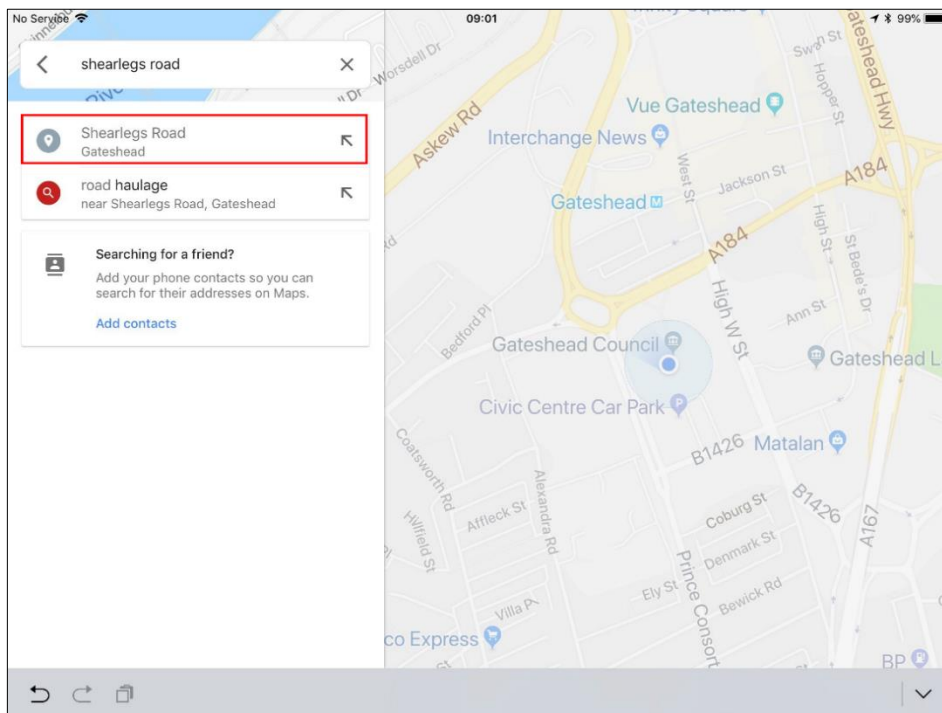 No Service
09:01
99%
shearlegs road
Shearlegs Road
Gateshead
road haulage
near Shearlegs Road, Gateshead
Searching for a friend?
Add your phone contacts so you can
search for their addresses on Maps.
Add contacts
Worsdell Dr
Askew Rd
Vue Gateshead
Interchange News
Gateshead
M
West St
Jackson St
Swan St
Hopper St
Gateshead Hwy
A184
A184
High St
High St
St Bede's Dr
High W St
Ann St
Bedford Pl
Gateshead Council
Gateshead L
Civic Centre Car Park
P
B1426
Matalan
B1426
A167
Coatsworth Rd
Alexandra Rd
Affleck St
Hillfield St
Coburg St
Denmark St
Prince Consort
Ely St
Bewick Rd
Villa Pl
co Express
BP